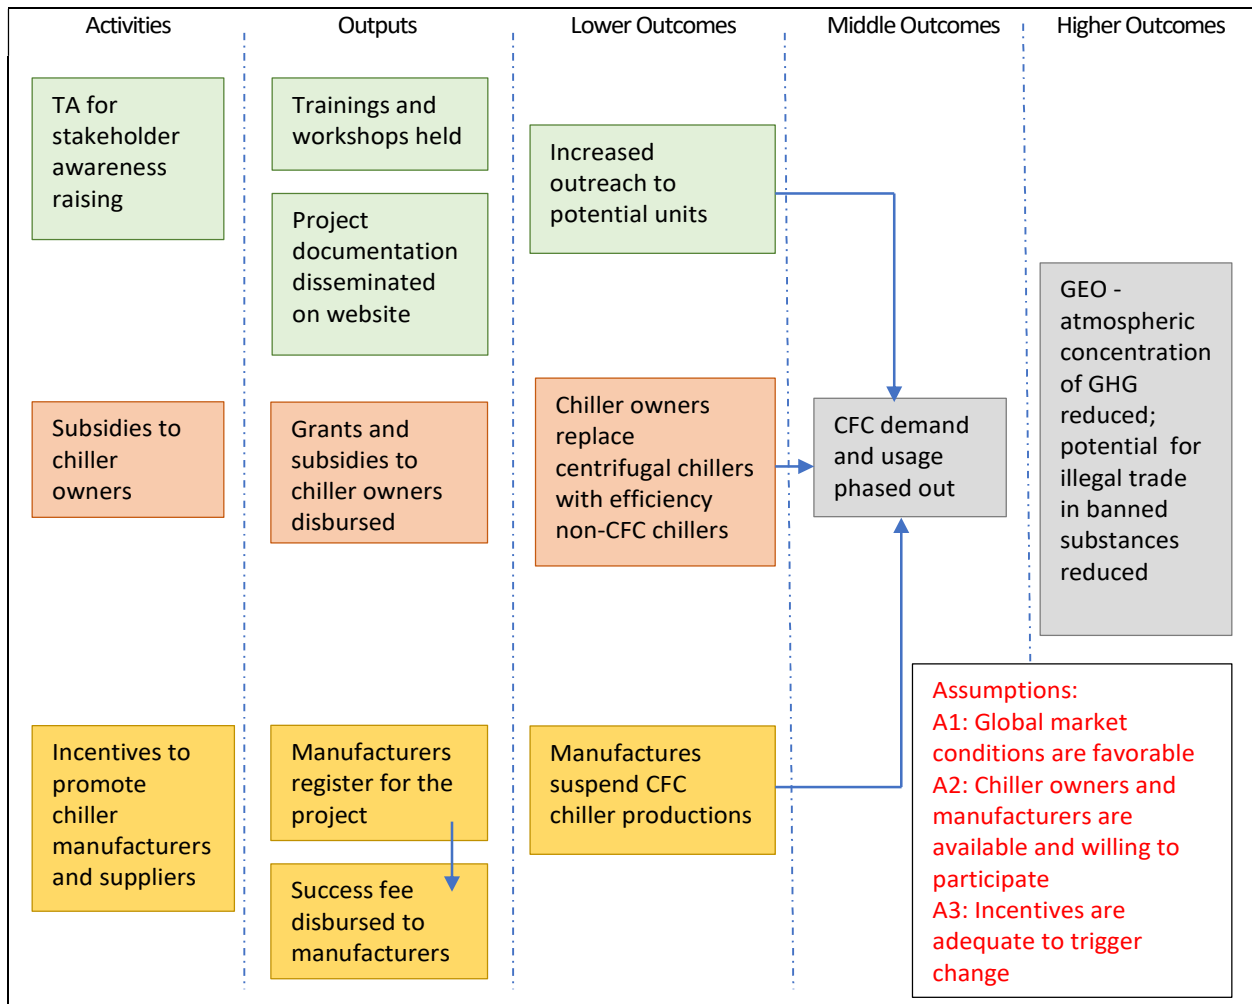 Activities
Outputs
Lower Outcomes
Middle Outcomes
Higher Outcomes
TA for
stakeholder
awareness
raising
Trainings and
workshops held
Project
documentation
disseminated
on website
Increased
outreach to
potential units
GEO -
atmospheric
concentration
of GHG
reduced;
potential for
illegal trade
in banned
substances
reduced
Subsidies to
chiller
owners
Grants and
subsidies to
chiller owners
disbursed
Chiller owners
replace
centrifugal chillers
with efficiency
non-CFC chillers
CFC demand
and usage
phased out
Incentives to
promote
chiller
manufacturers
and suppliers
Manufacturers
register for the
project
Success fee
disbursed to
manufacturers
Manufactures
suspend CFC
chiller productions
Assumptions:
A1: Global market
conditions are favorable
A2: Chiller owners and
manufacturers are
available and willing to
participate
A3: Incentives are
adequate to trigger
change